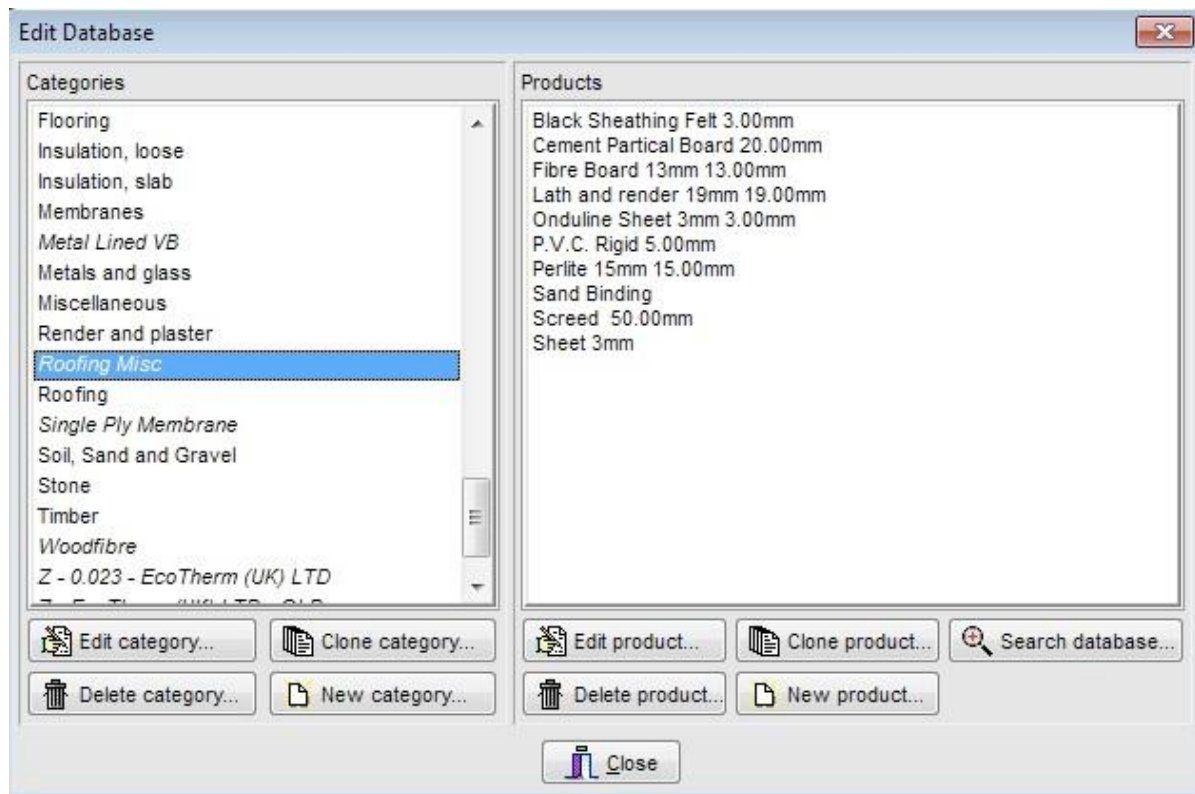 Edit Database
Categories
Flooring
Insulation, loose
Insulation, slab
Membranes
Metal Lined VB
Metals and glass
Miscellaneous
Render and plaster
Roofing Misc
Roofing
Single Ply Membrane
Soil, Sand and Gravel
Stone
Timber
Woodfibre
Z - 0.023 - EcoTherm (UK) LTD
Edit category...
Clone category...
Delete category...
New category...
Products
Black Sheathing Felt 3.00mm
Cement Partical Board 20.00mm
Fibre Board 13mm 13.00mm
Lath and render 19mm 19.00mm
Onduline Sheet 3mm 3.00mm
P.V.C. Rigid 5.00mm
Perlite 15mm 15.00mm
Sand Binding
Screed  50.00mm
Sheet 3mm
Edit product...
Clone product...
Search database...
Delete product...
New product...
Close